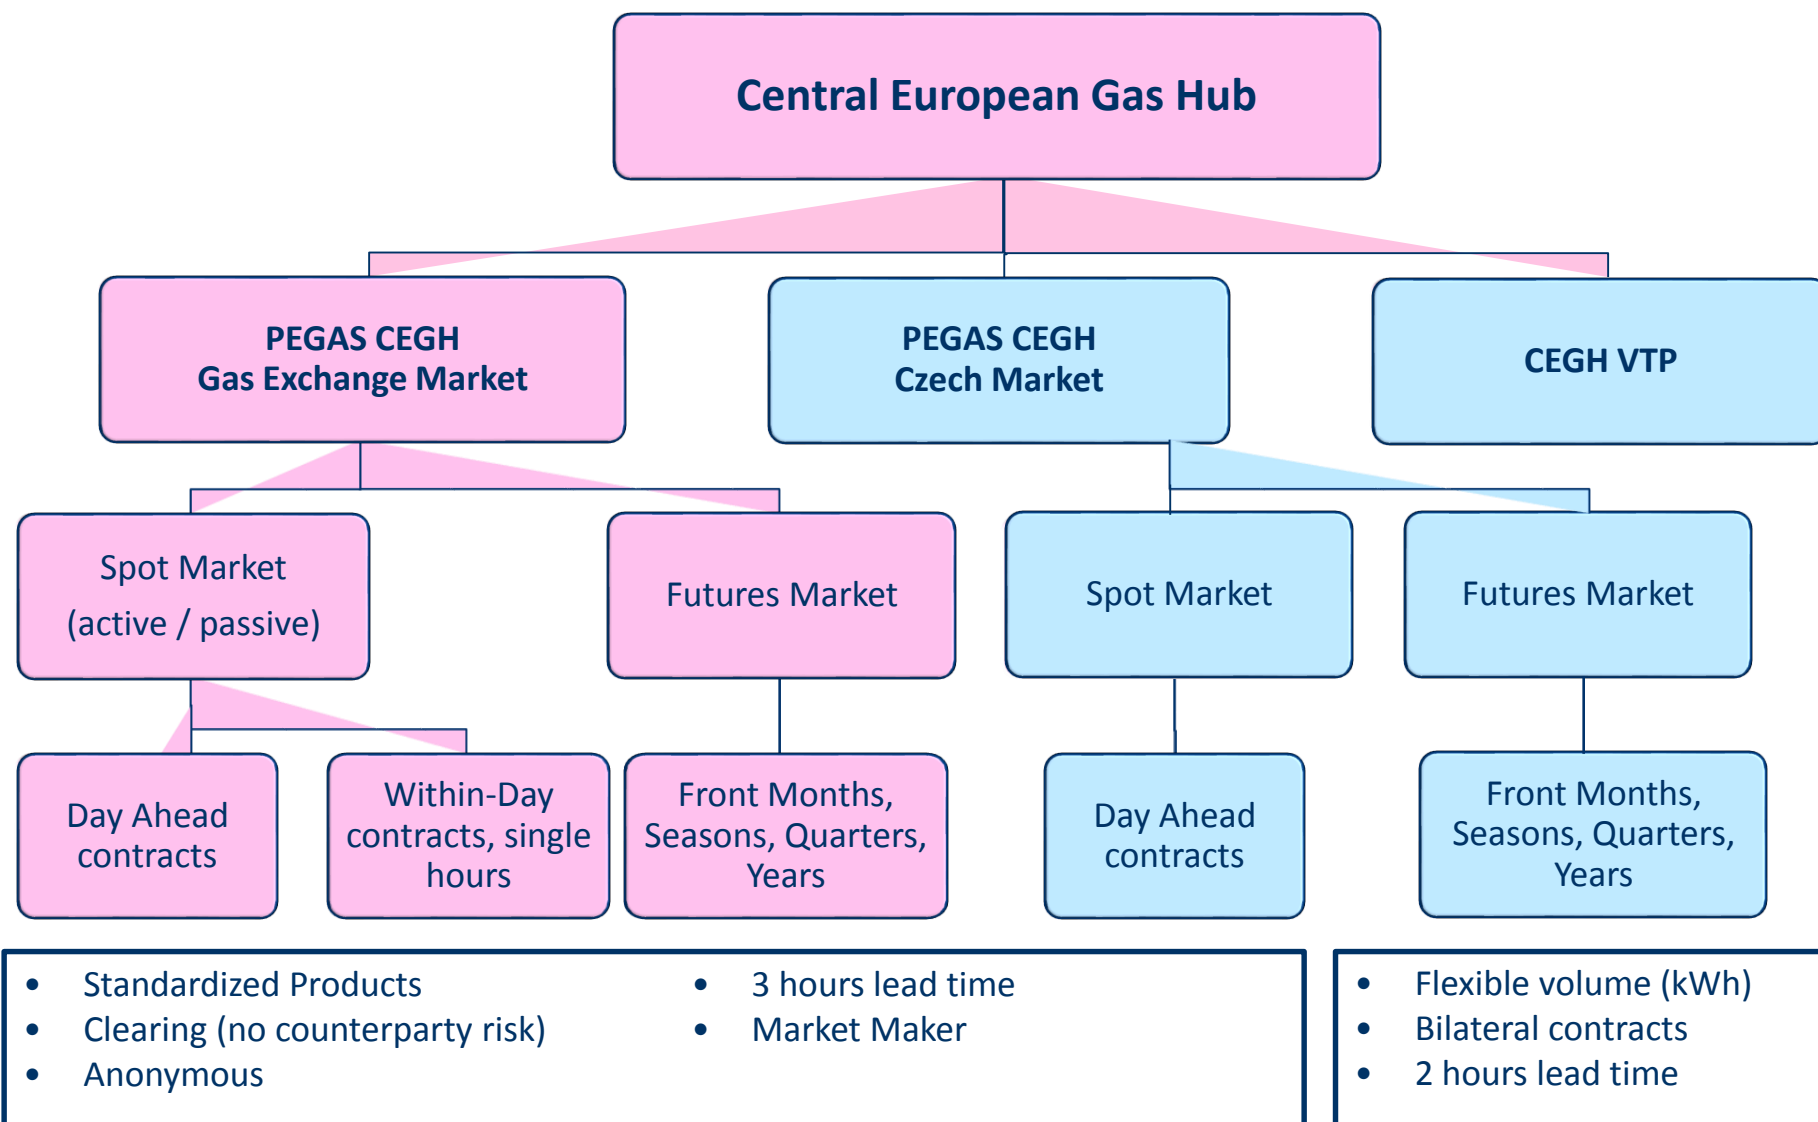 Central European Gas Hub
PEGAS CEGH
Gas Exchange Market
PEGAS CEGH
Czech Market
CEGH VTP
Spot Market
(active / passive)
Futures Market
Spot Market
Futures Market
Day Ahead
contracts
Within-Day
contracts, single
hours
Front Months,
Seasons, Quarters,
Years
Day Ahead
contracts
Front Months,
Seasons, Quarters,
Years
• Standardized Products
• Clearing (no counterparty risk)
• Anonymous
• 3 hours lead time
• Market Maker
• Flexible volume (kWh)
• Bilateral contracts
• 2 hours lead time